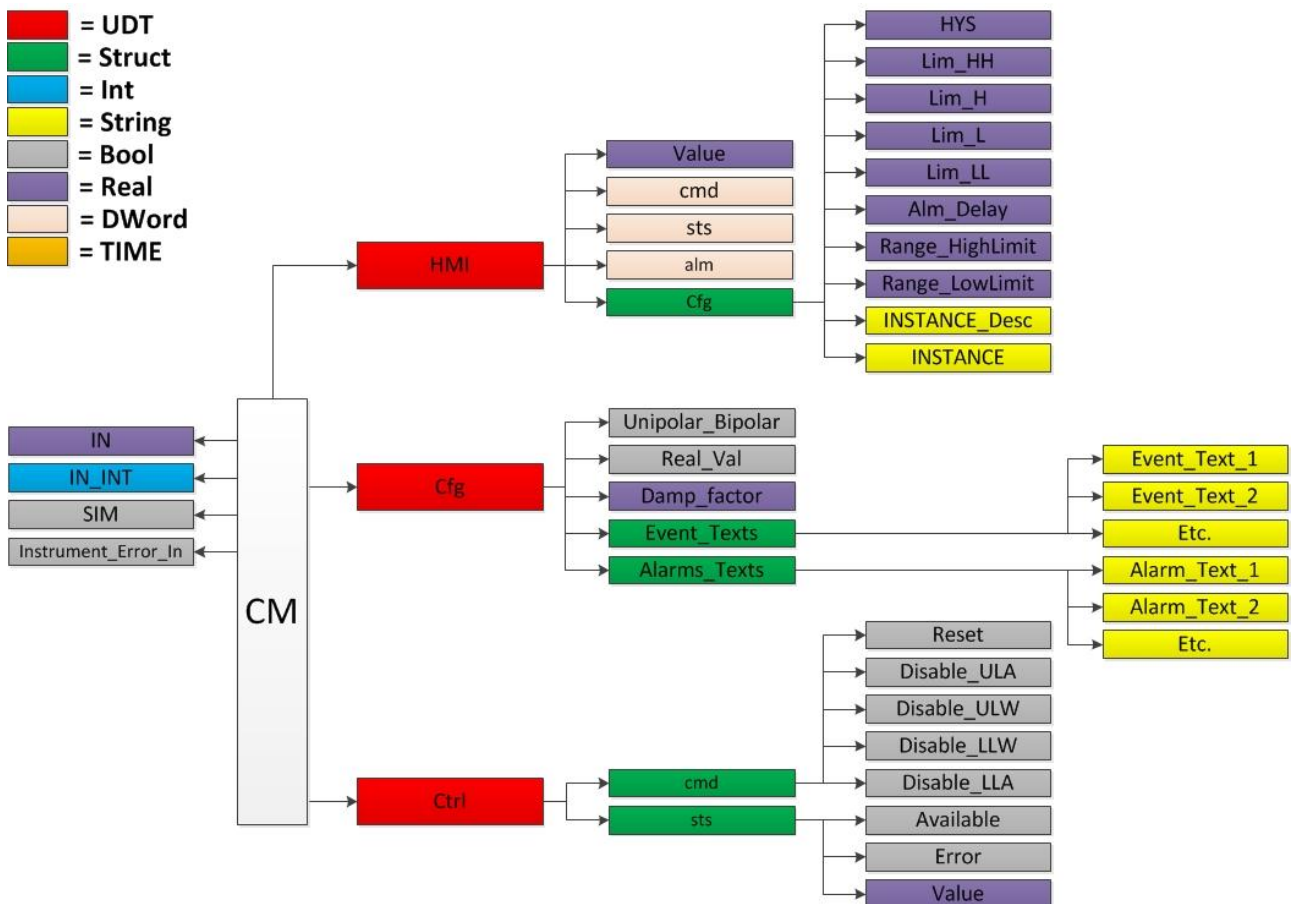 = UDT
= Struct
= Int
= String
= Bool
= Real
= DWord
= TIME
HYS
Lim_HH
Lim_H
Lim_L
Lim_LL
Alm_Delay
Range_HighLimit
Range_LowLimit
INSTANCE_Desc
INSTANCE
Value
cmd
sts
alm
Cfg
HMI
CM
IN
IN_INT
SIM
Instrument_Error_In
Cfg
Unipolar_Bipolar
Real_Val
Damp_factor
Event_Texts
Alarms_Texts
Event_Text_1
Event_Text_2
Etc.
Alarm_Text_1
Alarm_Text_2
Etc.
Ctrl
cmd
sts
Reset
Disable_ULA
Disable_ULW
Disable_LLW
Disable_LLA
Available
Error
Value